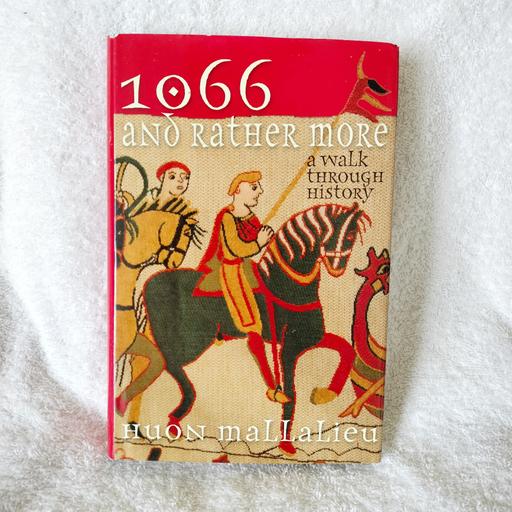 1066
and rather more
a walk
through
history
Huon Mallalieu